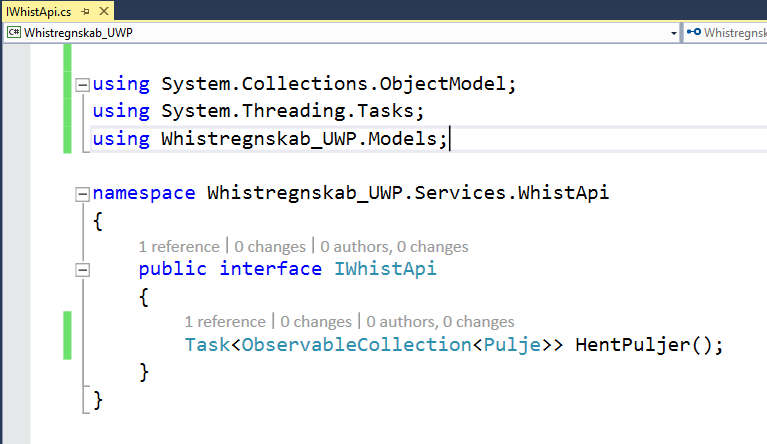 IWhistApi.cs
C# Whistregnskab_UWP
Whistregnsk
using System.Collections.ObjectModel;
using System.Threading.Tasks;
using Whistregnskab_UWP.Models;
namespace Whistregnskab_UWP.Services.WhistApi
{
1 reference | 0 changes | 0 authors, 0 changes
public interface IWhistApi
{
1 reference | 0 changes | 0 authors, 0 changes
Task<ObservableCollection<Pulje>> HentPuljer();
}
}